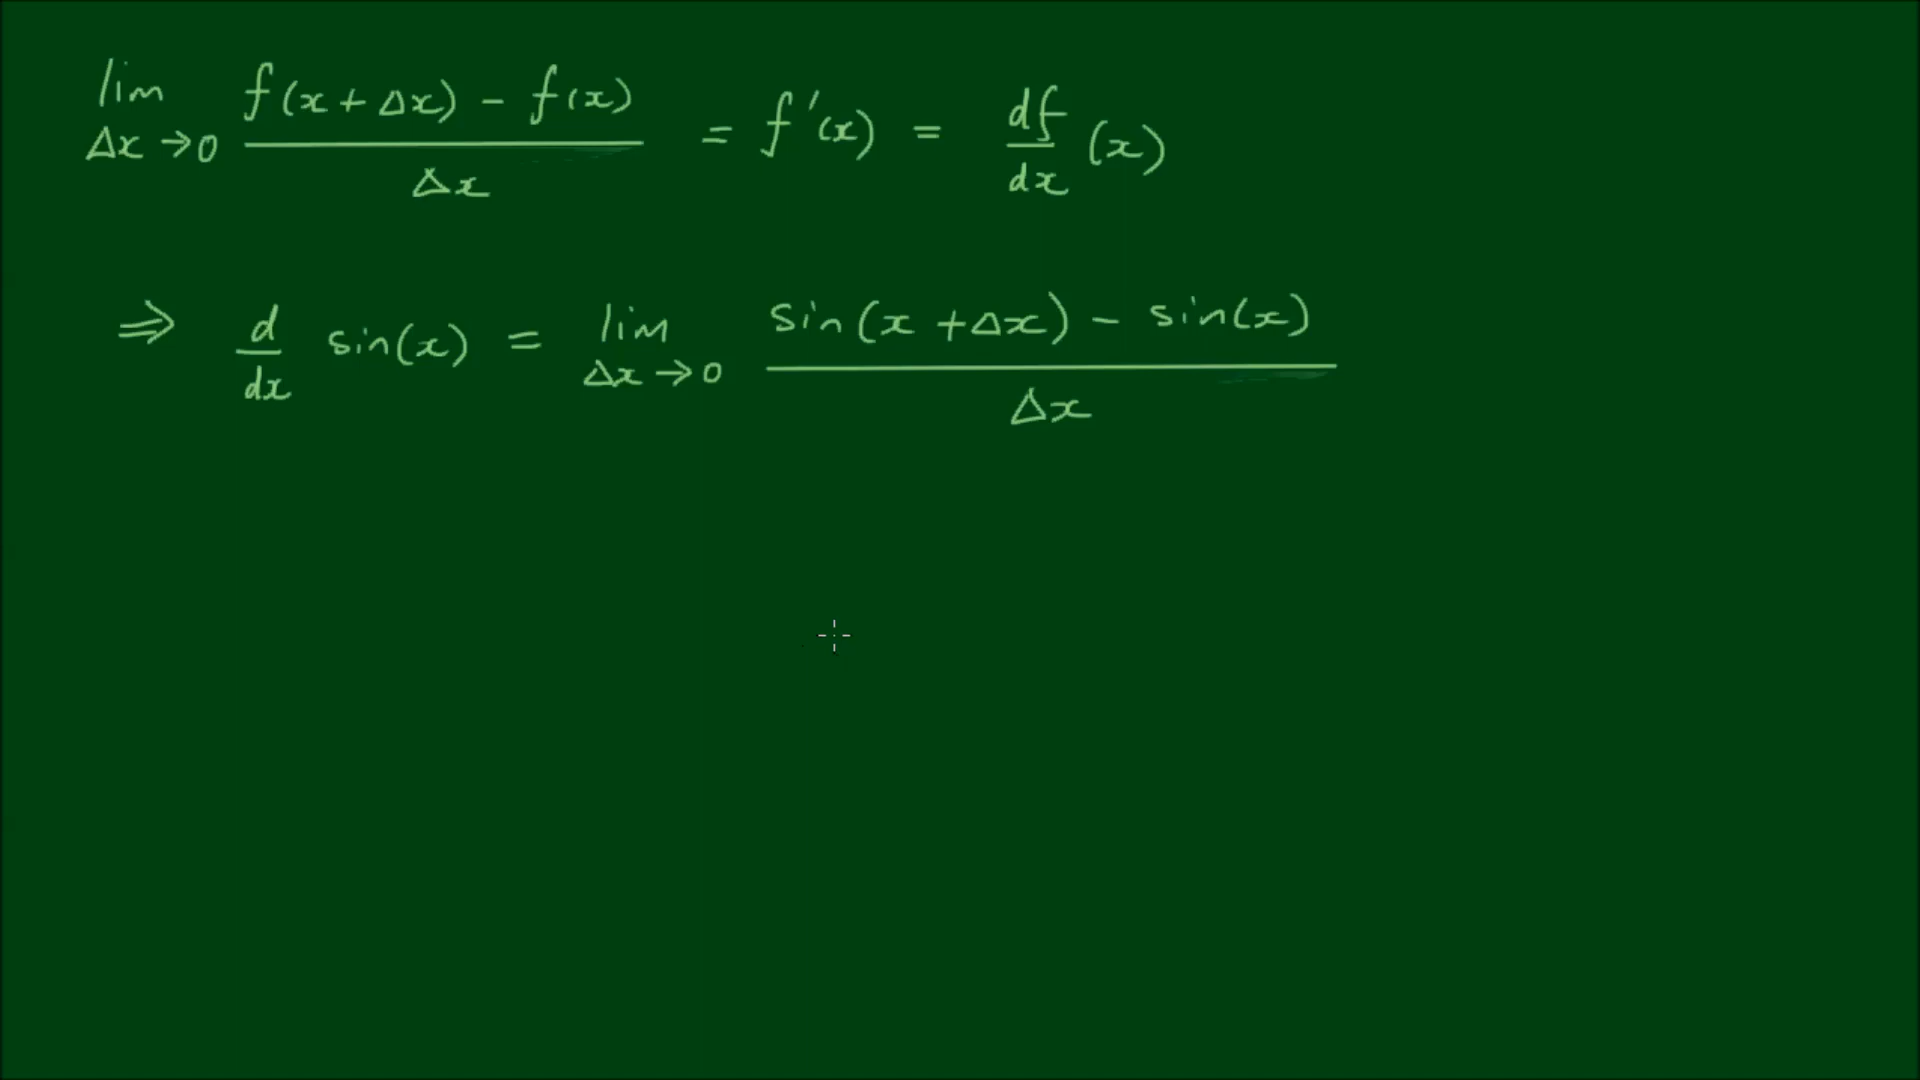 lim Δx→0 f(x + Δx) - f(x) / Δx = f'(x) = df/dx (x)
⇒ d/dx sin(x) = lim Δx→0 sin(x + Δx) - sin(x) / Δx